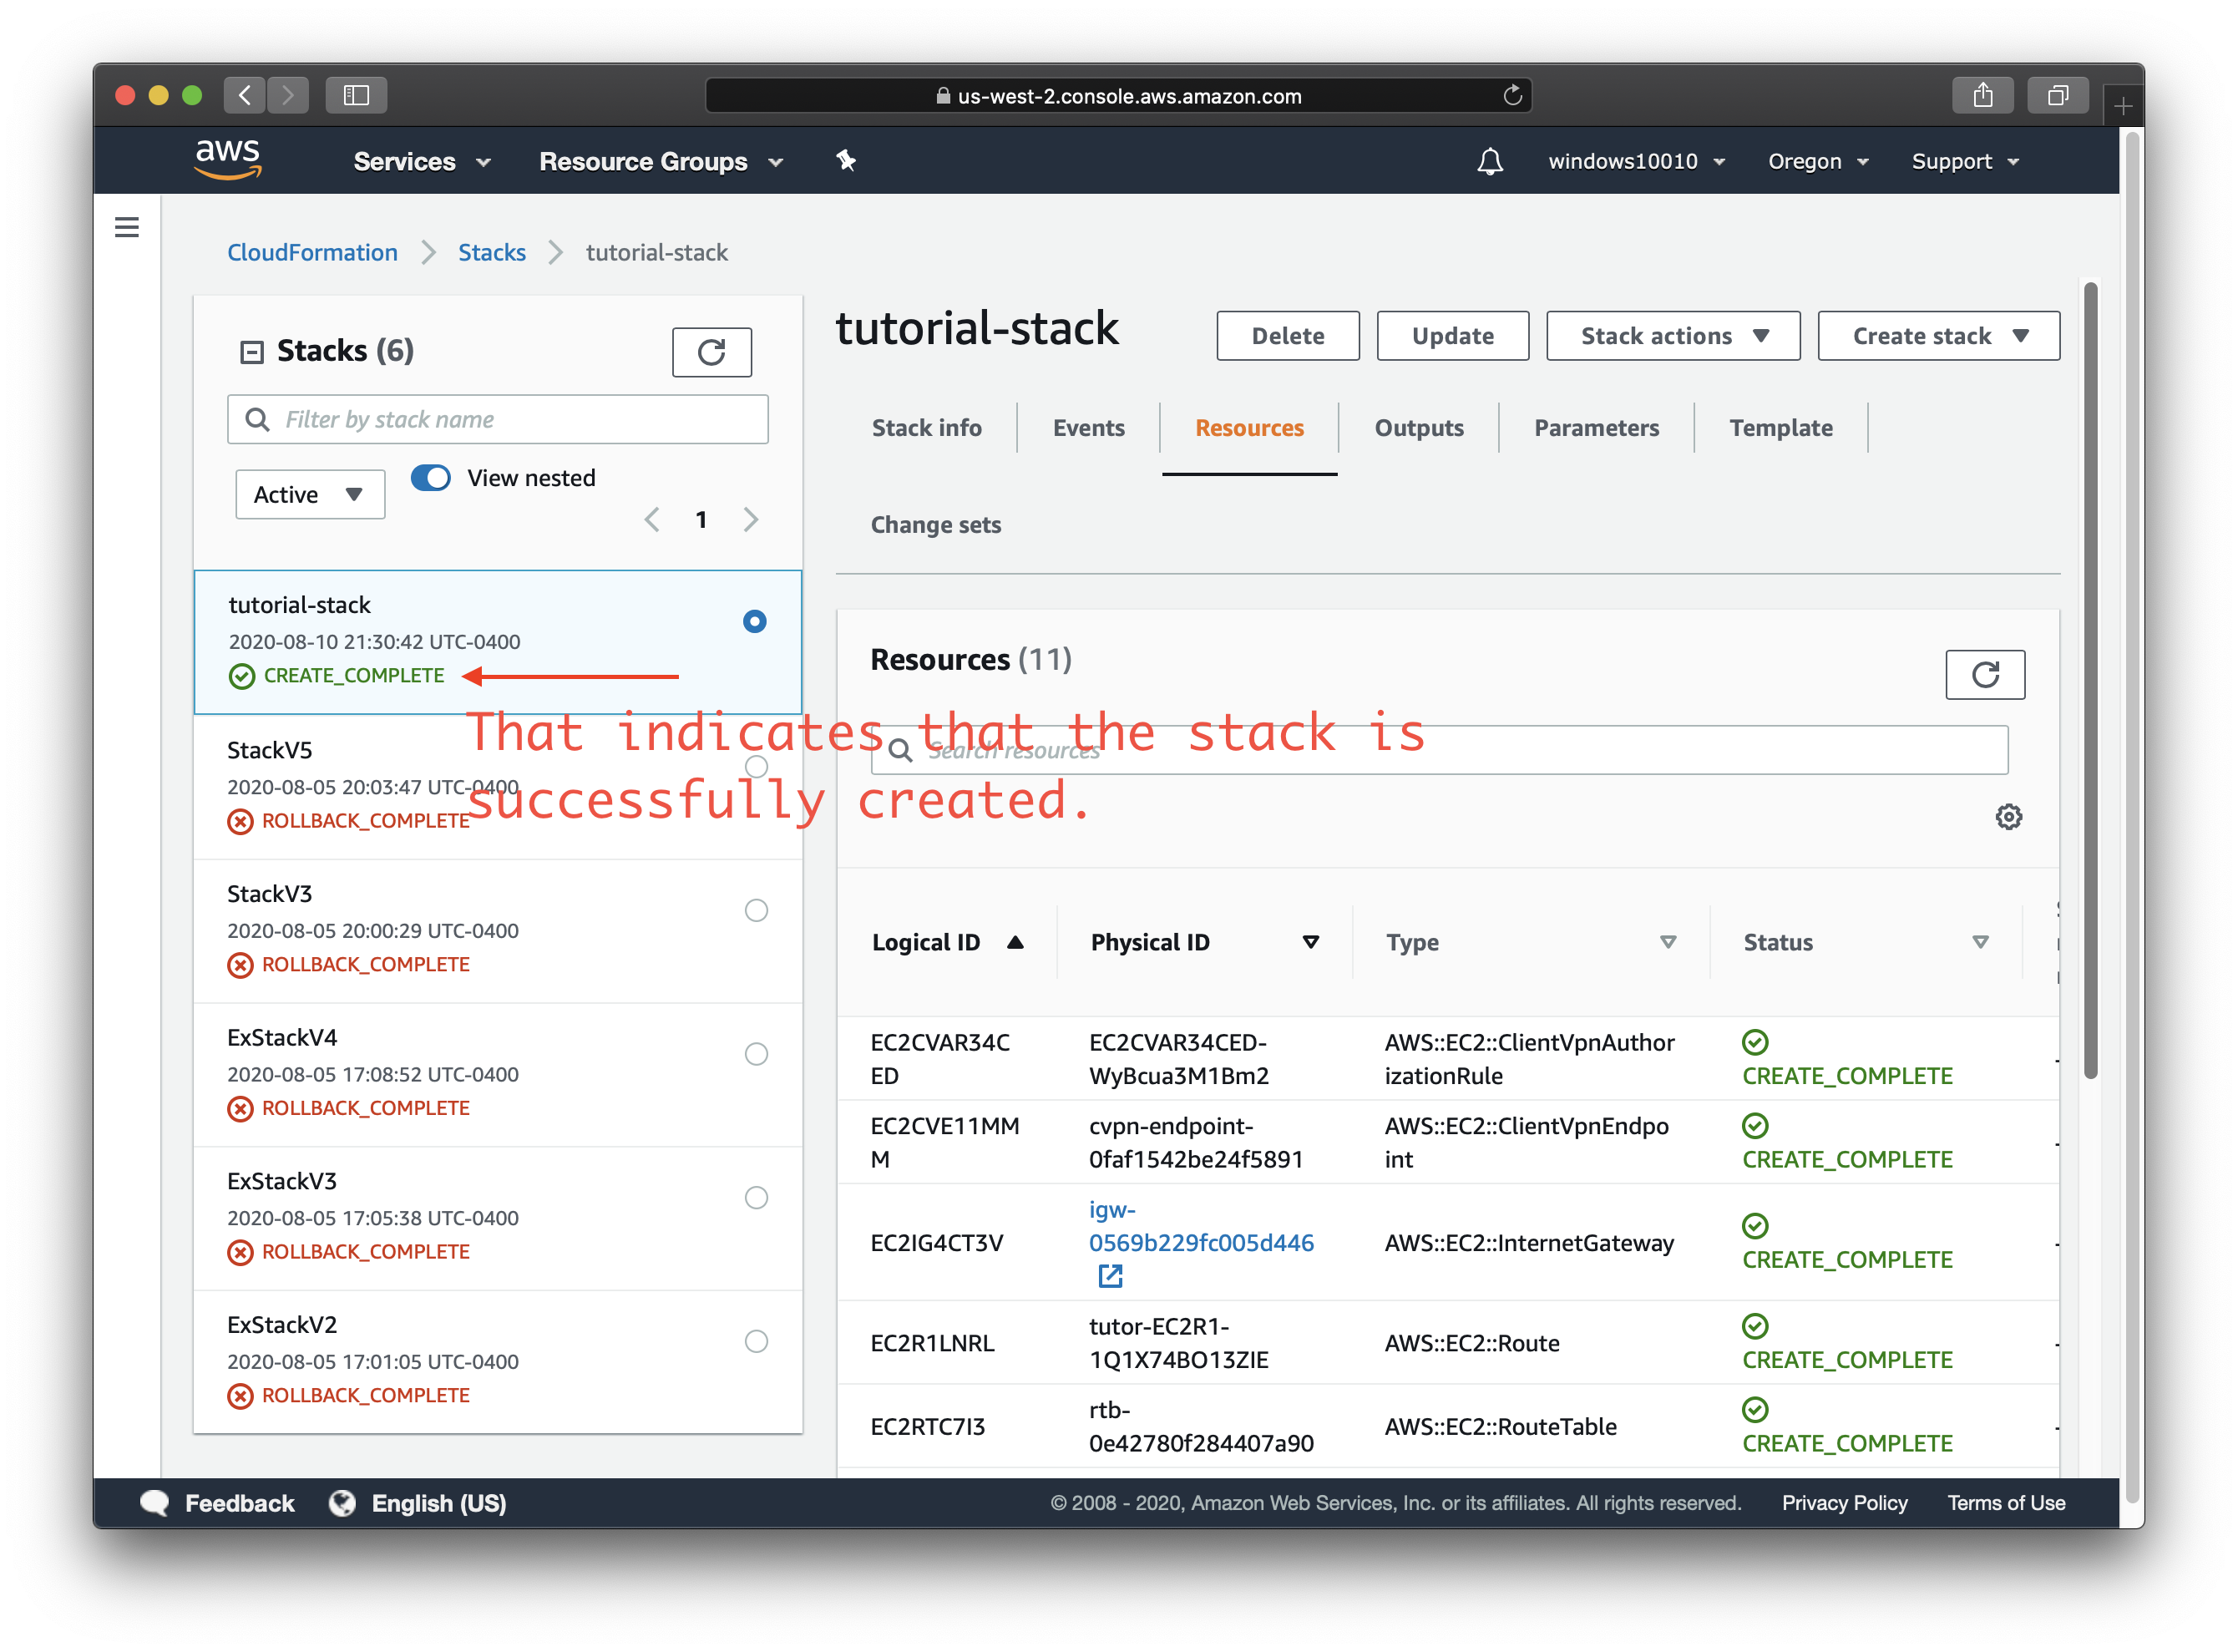 us-west-2.console.aws.amazon.com
aws
Services
Resource Groups
windows10010
Oregon
Support
CloudFormation
Stacks
tutorial-stack
Stacks (6)
Filter by stack name
Active
View nested
1
tutorial-stack
2020-08-10 21:30:42 UTC-0400
CREATE_COMPLETE
That indicates that the stack is
successfully created.
StackV5
2020-08-05 20:03:47 UTC-0400
ROLLBACK_COMPLETE
StackV3
2020-08-05 20:00:29 UTC-0400
ROLLBACK_COMPLETE
ExStackV4
2020-08-05 17:08:52 UTC-0400
ROLLBACK_COMPLETE
ExStackV3
2020-08-05 17:05:38 UTC-0400
ROLLBACK_COMPLETE
ExStackV2
2020-08-05 17:01:05 UTC-0400
ROLLBACK_COMPLETE
tutorial-stack
Delete
Update
Stack actions
Create stack
Stack info
Events
Resources
Outputs
Parameters
Template
Change sets
Resources (11)
Search resources
Logical ID
Physical ID
Type
Status
EC2CVAR34C
ED
EC2CVAR34CED-
WyBcua3M1Bm2
AWS::EC2::ClientVpnAuthor
izationRule
CREATE_COMPLETE
-
EC2CVE11MM
M
cvpn-endpoint-
0faf1542be24f5891
AWS::EC2::ClientVpnEndpo
int
CREATE_COMPLETE
-
EC2IG4CT3V
igw-
0569b229fc005d446
AWS::EC2::InternetGateway
CREATE_COMPLETE
-
EC2R1LNRL
tutor-EC2R1-
1Q1X74BO13ZIE
AWS::EC2::Route
CREATE_COMPLETE
-
EC2RTC7I3
rtb-
0e42780f284407a90
AWS::EC2::RouteTable
CREATE_COMPLETE
-
Feedback
English (US)
© 2008 - 2020, Amazon Web Services, Inc. or its affiliates. All rights reserved.
Privacy Policy
Terms of Use